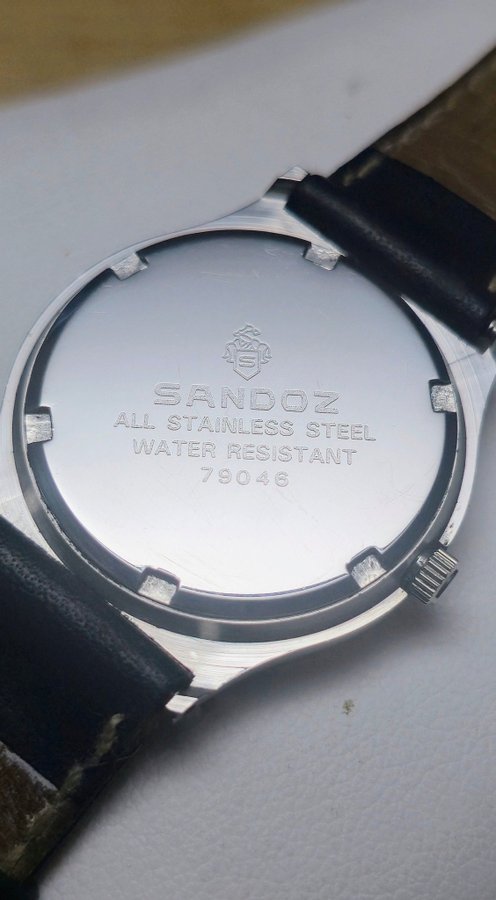 S
SANDOZ
ALL STAINLESS STEEL
WATER RESISTANT
79046